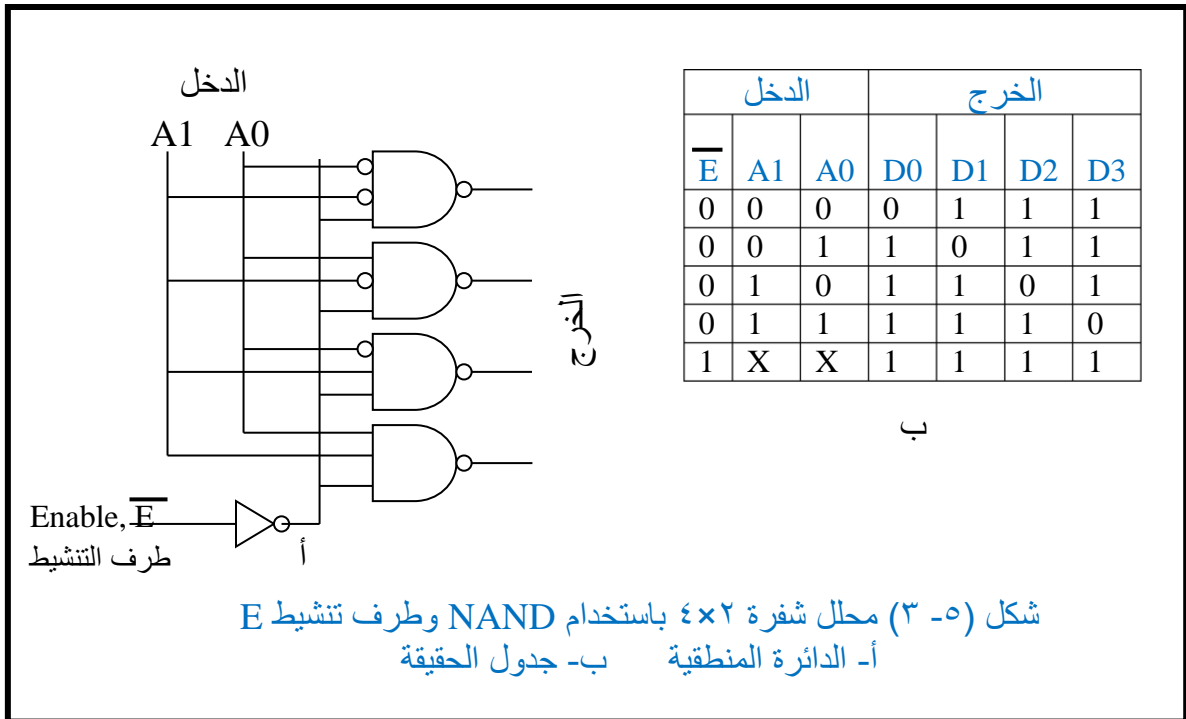 الدخل
A1 A0
الخرج
Enable, E̅
طرف التنشيط
أ
الدخل الخرج
E̅ A1 A0 D0 D1 D2 D3
0 0 0 0 1 1 1
0 0 1 1 0 1 1
0 1 0 1 1 0 1
0 1 1 1 1 1 0
1 X X 1 1 1 1
ب
شكل (٥- ٣) محلل شفرة ٢×٤ باستخدام NAND وطرف تنشيط E
أ- الدائرة المنطقية ب- جدول الحقيقة